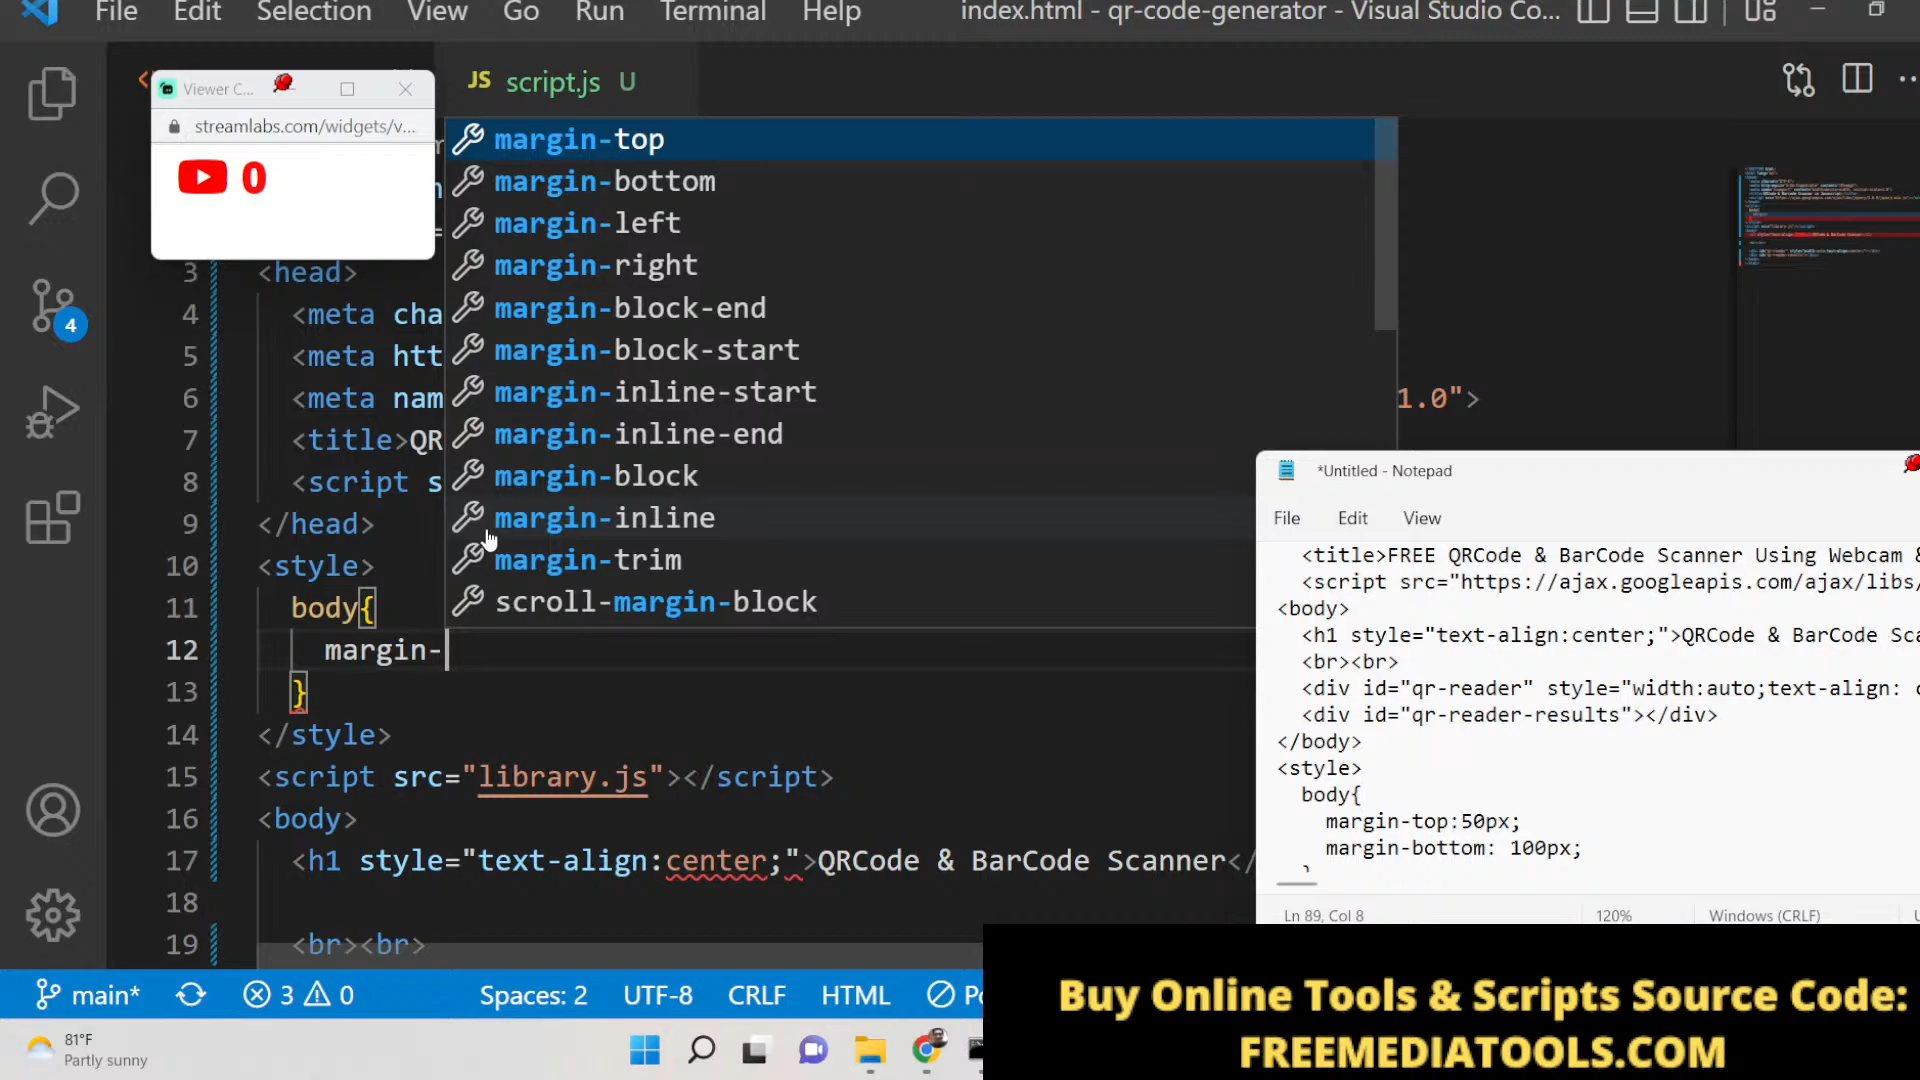 File Edit Selection View Go Run Terminal Help index.html - qr-code-generator - Visual Studio Co...
JS script.js U
Viewer C...
streamlabs.com/widgets/v...
0
margin-top
margin-bottom
margin-left
margin-right
margin-block-end
margin-block-start
margin-inline-start
margin-inline-end
margin-block
margin-inline
margin-trim
scroll-margin-block
3 <head>
4 <meta cha
5 <meta htt
6 <meta nam 1.0">
7 <title>QR
8 <script s
9 </head>
10 <style>
11 body{
12 margin-
13 }
14 </style>
15 <script src="library.js"></script>
16 <body>
17 <h1 style="text-align:center;">QRCode & BarCode Scanner</
18
19 <br><br>
4
*Untitled - Notepad
File Edit View
<title>FREE QRCode & BarCode Scanner Using Webcam &
<script src="https://ajax.googleapis.com/ajax/libs/
<body>
<h1 style="text-align:center;">QRCode & BarCode Sca
<br><br>
<div id="qr-reader" style="width:auto;text-align: c
<div id="qr-reader-results"></div>
</body>
<style>
body{
margin-top:50px;
margin-bottom: 100px;
Ln 89, Col 8 120% Windows (CRLF)
main* 3 0 Spaces: 2 UTF-8 CRLF HTML
81°F
Partly sunny
Buy Online Tools & Scripts Source Code:
FREEMEDIATOOLS.COM